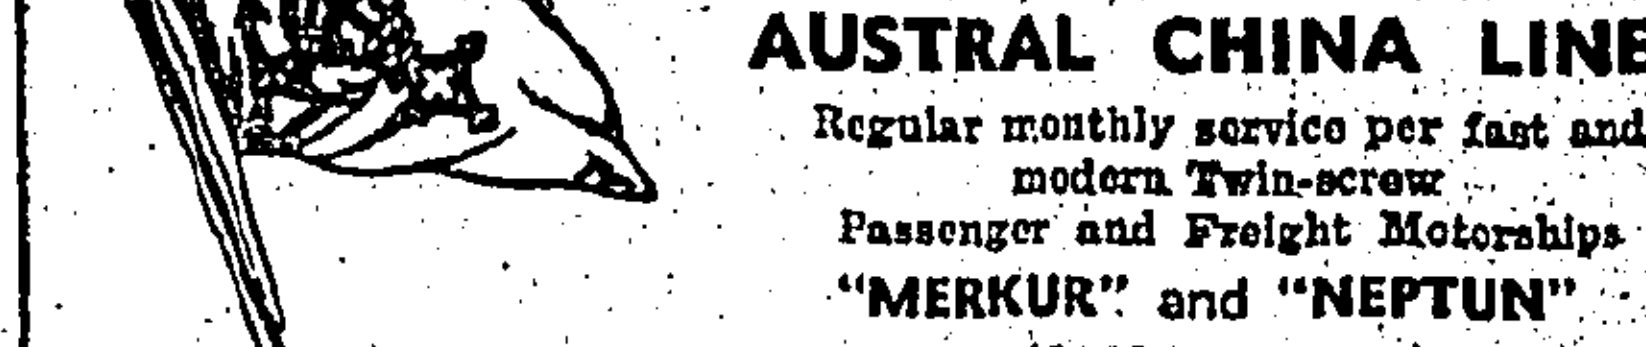 AUSTRAL CHINA LINE
Regular monthly service per fast and
modern Twin-screw
Passenger and Freight Motorships
"MERKUR" and "NEPTUN"